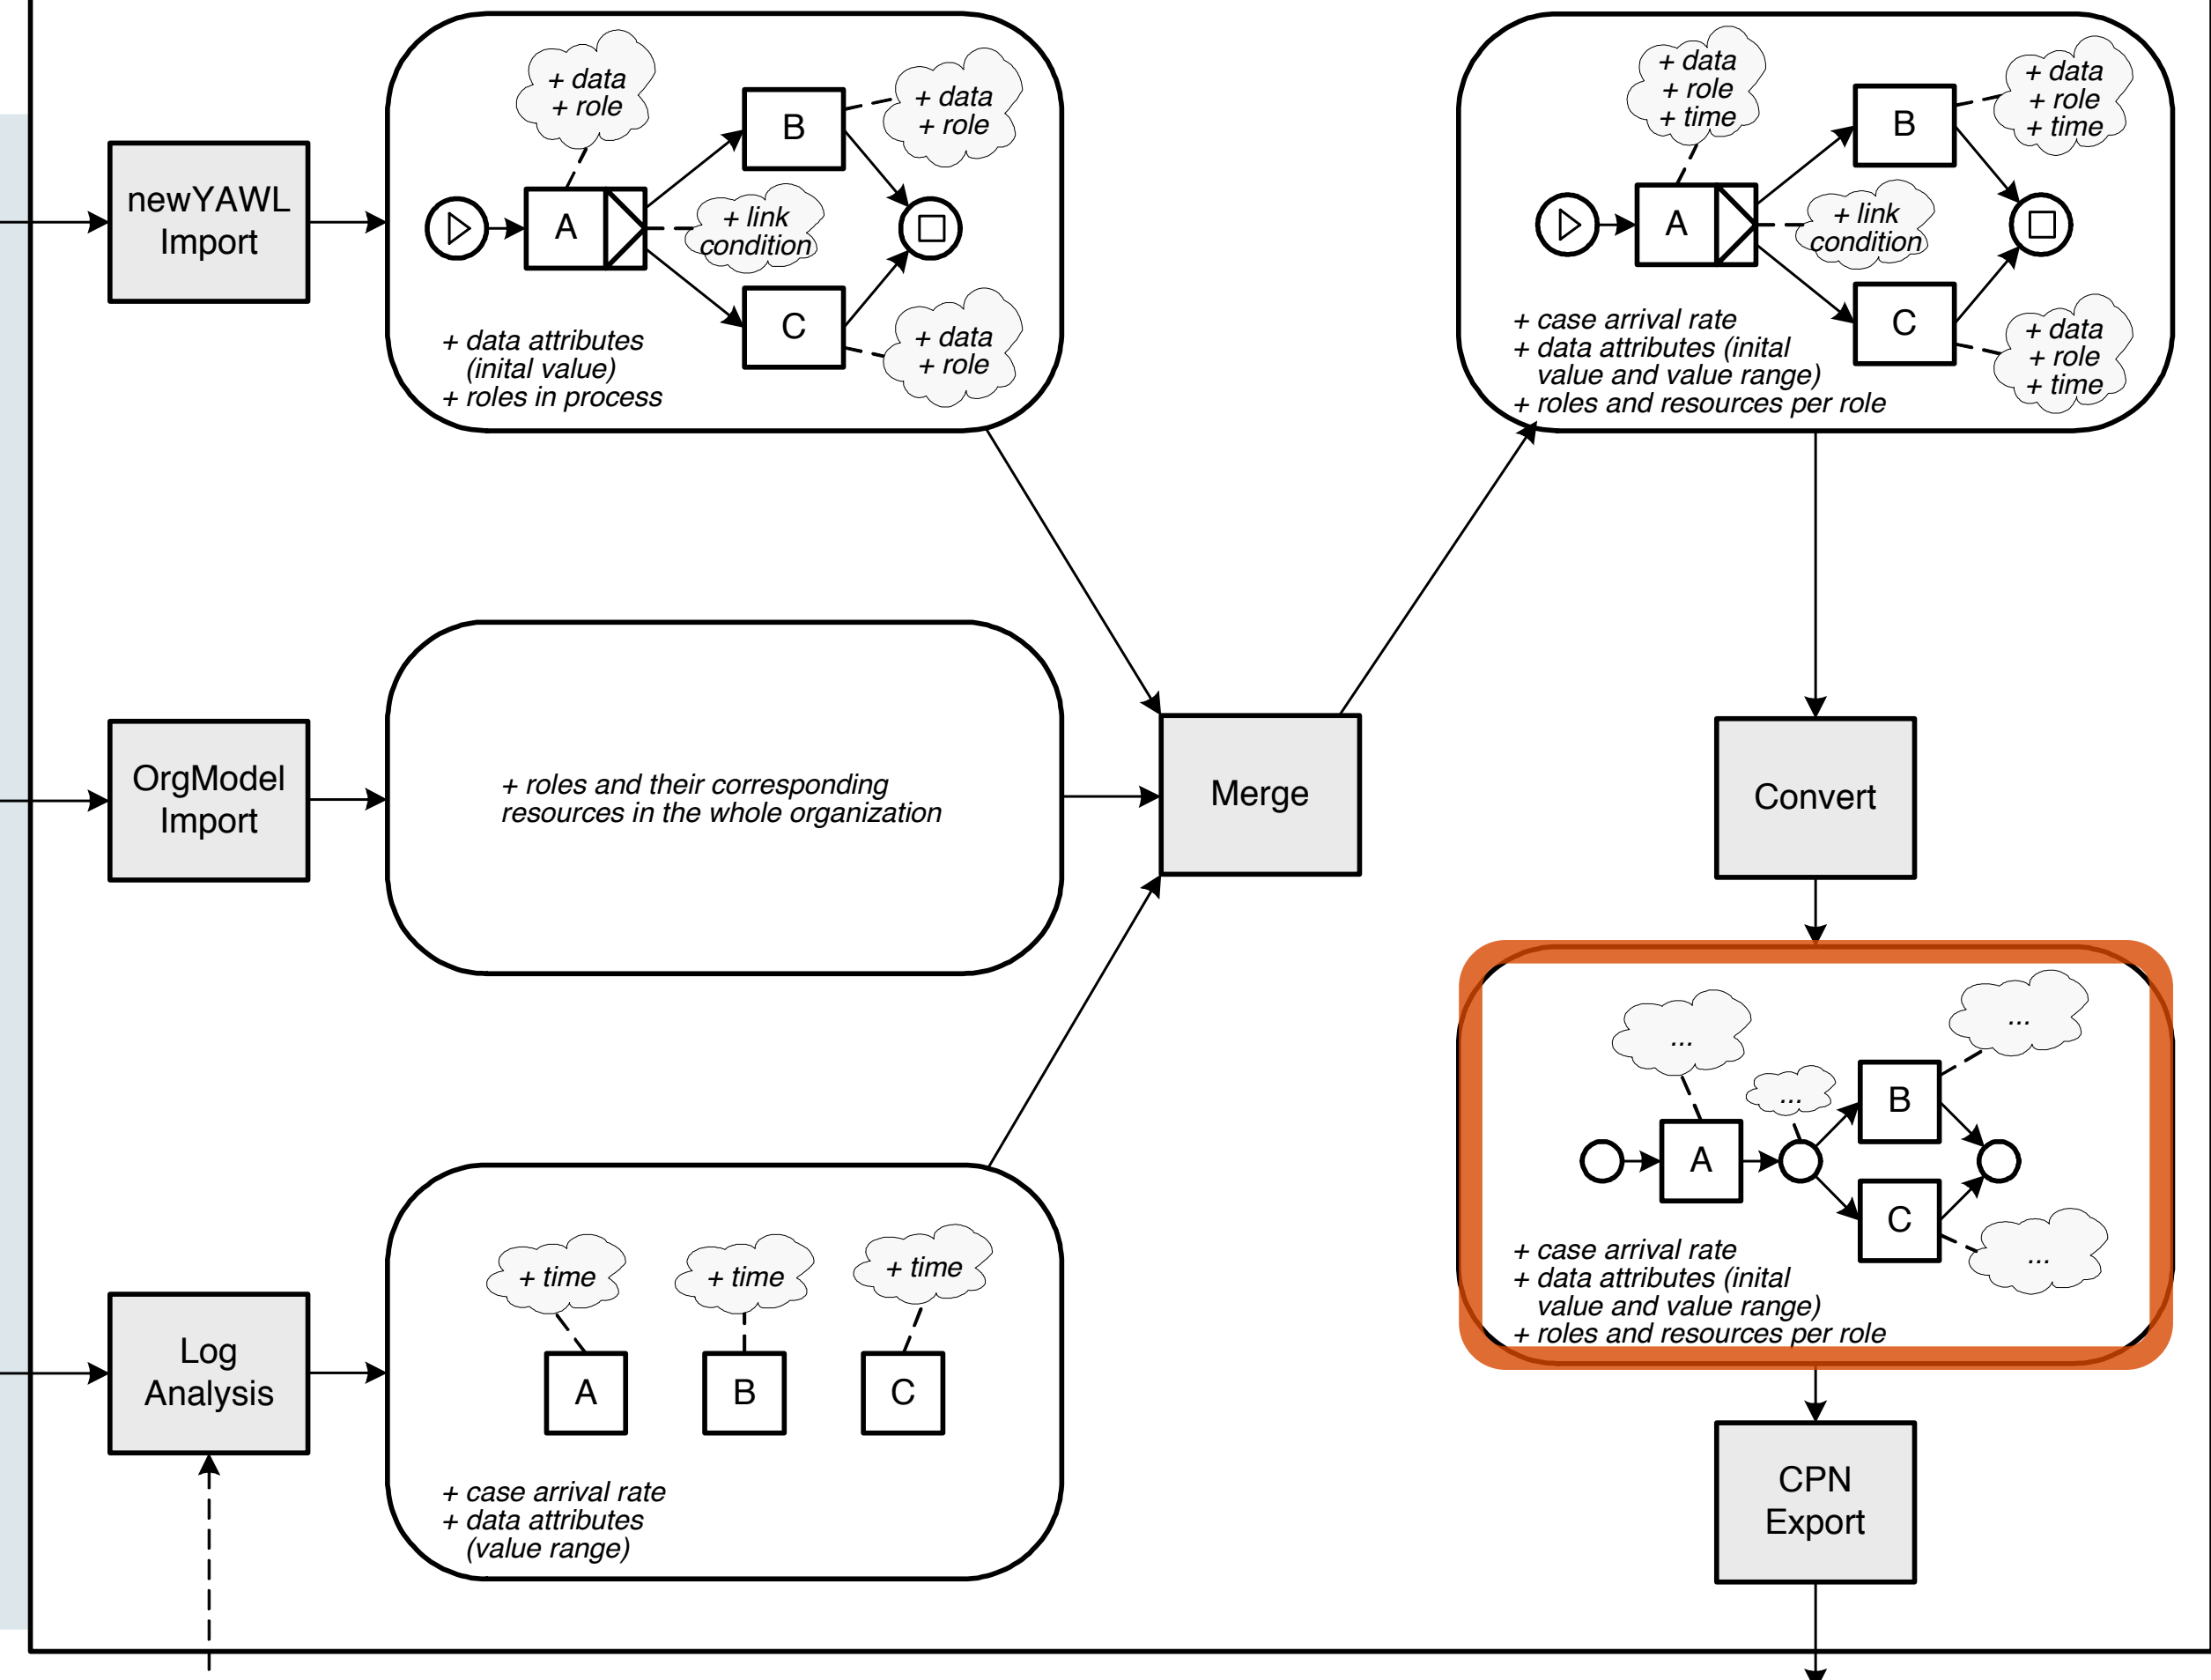 newYAWL
Import
+ data
+ role
A
B
+ data
+ role
+ link
condition
C
+ data
+ role
+ data attributes
(inital value)
+ roles in process
+ data
+ role
+ time
A
B
+ data
+ role
+ time
+ link
condition
C
+ data
+ role
+ time
+ case arrival rate
+ data attributes (inital
value and value range)
+ roles and resources per role
OrgModel
Import
+ roles and their corresponding
resources in the whole organization
Merge
Convert
...
...
...
A
B
C
...
+ case arrival rate
+ data attributes (inital
value and value range)
+ roles and resources per role
Log
Analysis
+ time
+ time
+ time
A
B
C
+ case arrival rate
+ data attributes
(value range)
CPN
Export